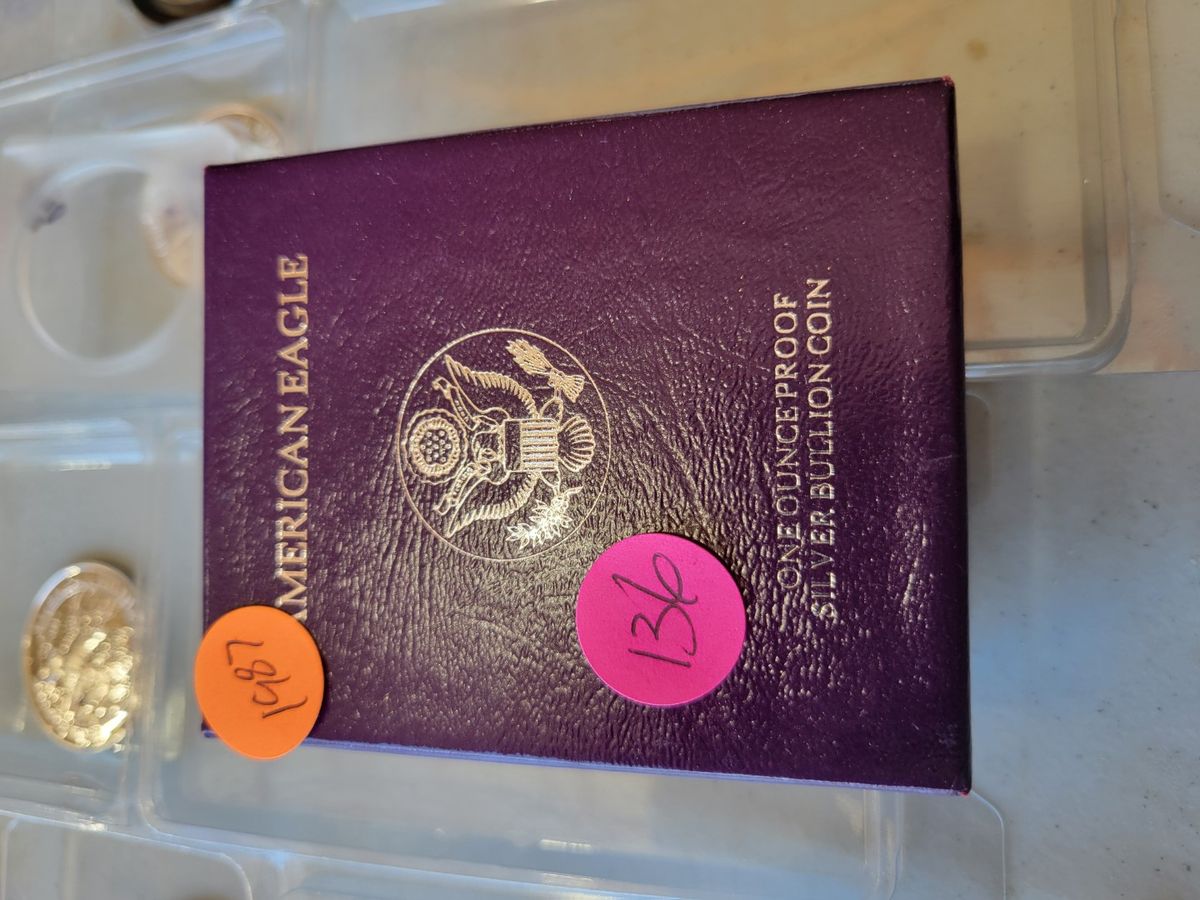 AMERICAN EAGLE
ONE OUNCE PROOF
SILVER BULLION COIN
1987
136